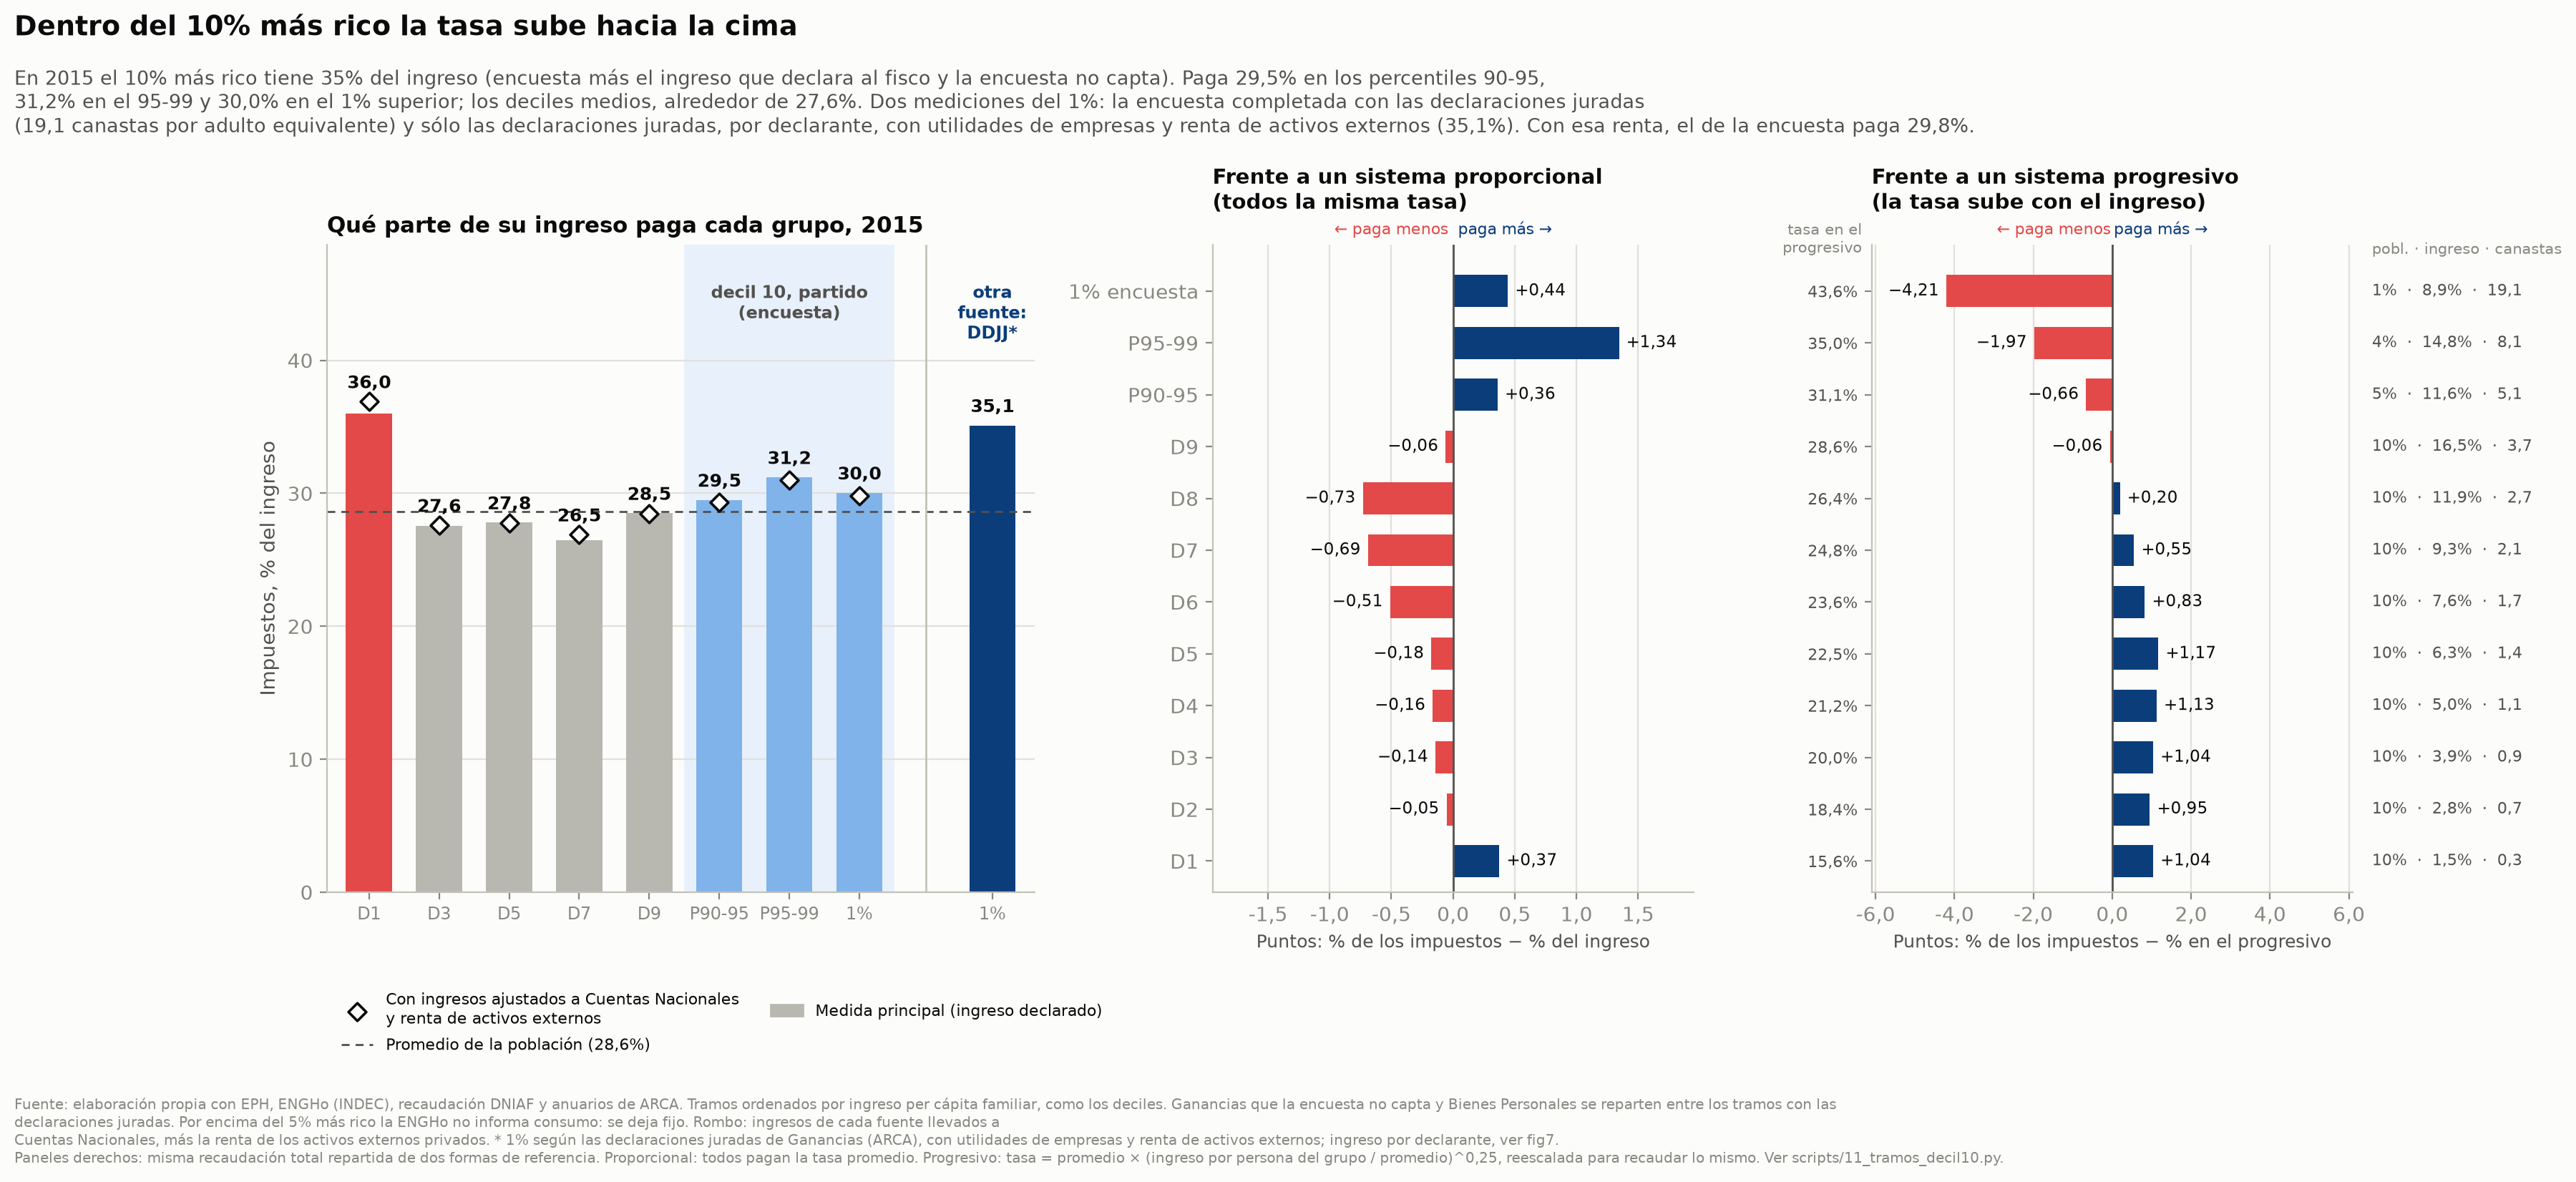 Dentro del 10% más rico la tasa sube hacia la cima
En 2015 el 10% más rico tiene 35% del ingreso (encuesta más el ingreso que declara al fisco y la encuesta no capta). Paga 29,5% en los percentiles 90-95,
31,2% en el 95-99 y 30,0% en el 1% superior; los deciles medios, alrededor de 27,6%. Dos mediciones del 1%: la encuesta completada con las declaraciones juradas
(19,1 canastas por adulto equivalente) y sólo las declaraciones juradas, por declarante, con utilidades de empresas y renta de activos externos (35,1%). Con esa renta, el de la encuesta paga 29,8%.
Qué parte de su ingreso paga cada grupo, 2015
Impuestos, % del ingreso
40
30
20
10
0
decil 10, partido
(encuesta)
otra
fuente:
DDJJ*
36,0
27,6
27,8
26,5
28,5
29,5
31,2
30,0
35,1
D1
D3
D5
D7
D9
P90-95
P95-99
1%
1%
Con ingresos ajustados a Cuentas Nacionales
y renta de activos externos
Promedio de la población (28,6%)
Medida principal (ingreso declarado)
Frente a un sistema proporcional
(todos la misma tasa)
← paga menos
paga más →
1% encuesta
+0,44
P95-99
+1,34
P90-95
+0,36
D9
−0,06
D8
−0,73
D7
−0,69
D6
−0,51
D5
−0,18
D4
−0,16
D3
−0,14
D2
−0,05
D1
+0,37
-1,5
-1,0
-0,5
0,0
0,5
1,0
1,5
Puntos: % de los impuestos − % del ingreso
Frente a un sistema progresivo
(la tasa sube con el ingreso)
← paga menos
paga más →
tasa en el
progresivo
pobl. · ingreso · canastas
43,6%
−4,21
1% · 8,9% · 19,1
35,0%
−1,97
4% · 14,8% · 8,1
31,1%
−0,66
5% · 11,6% · 5,1
28,6%
−0,06
10% · 16,5% · 3,7
26,4%
+0,20
10% · 11,9% · 2,7
24,8%
+0,55
10% · 9,3% · 2,1
23,6%
+0,83
10% · 7,6% · 1,7
22,5%
+1,17
10% · 6,3% · 1,4
21,2%
+1,13
10% · 5,0% · 1,1
20,0%
+1,04
10% · 3,9% · 0,9
18,4%
+0,95
10% · 2,8% · 0,7
15,6%
+1,04
10% · 1,5% · 0,3
-6,0
-4,0
-2,0
0,0
2,0
4,0
6,0
Puntos: % de los impuestos − % en el progresivo
Fuente: elaboración propia con EPH, ENGHo (INDEC), recaudación DNIAF y anuarios de ARCA. Tramos ordenados por ingreso per cápita familiar, como los deciles. Ganancias que la encuesta no capta y Bienes Personales se reparten entre los tramos con las
declaraciones juradas. Por encima del 5% más rico la ENGHo no informa consumo: se deja fijo. Rombo: ingresos de cada fuente llevados a
Cuentas Nacionales, más la renta de los activos externos privados. * 1% según las declaraciones juradas de Ganancias (ARCA), con utilidades de empresas y renta de activos externos; ingreso por declarante, ver fig7.
Paneles derechos: misma recaudación total repartida de dos formas de referencia. Proporcional: todos pagan la tasa promedio. Progresivo: tasa = promedio × (ingreso por persona del grupo / promedio)^0,25, reescalada para recaudar lo mismo. Ver scripts/11_tramos_decil10.py.